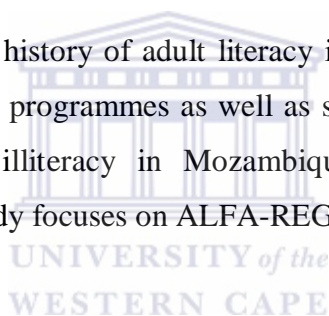 history of adult literacy i
programmes as well as s
illiteracy in Mozambiqu
dy focuses on ALFA-REG
UNIVERSITY of the
WESTERN CAPE